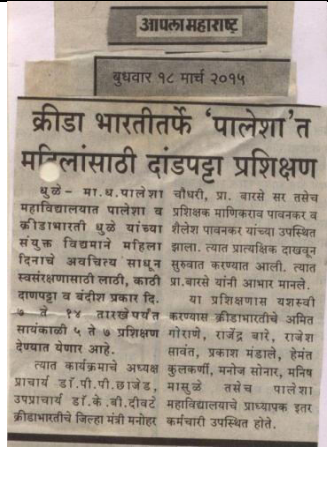 आपला महाराष्ट्र
बुधवार १८ मार्च २०१५
क्रीडा भारतीतर्फे 'पालेशा'त
महिलांसाठी दांडपट्टा प्रशिक्षण
धुळे- मा.ध.पालेशा
महाविद्यालयात पालेशा व
क्रीडाभारती धुळे यांच्या
संयुक्त विद्यमाने महिला
दिनाचे अवचित्य साधून
स्वसंरक्षणासाठी लाठी, काठी
दाणपट्टा व बंदीश प्रकार दि.
७ ते १४ तारखेपर्यंत
सायंकाळी ५ ते ७ प्रशिक्षण
देण्यात येणार आहे.
त्यात कार्यक्रमाचे अध्यक्ष
प्राचार्य डॉ.पी.पी.छाजेड,
उपप्राचार्य डॉ.के.बी.दीवटे
क्रीडाभारतीचे जिल्हा मंत्री मनोहर
चौधरी, प्रा. बारसे सर तसेच
प्रशिक्षक माणिकराव पावनकर व
शैलेश पावनकर यांच्या उपस्थित
झाला. त्यात प्रात्यक्षिक दाखवून
सुरुवात करण्यात आली. त्यात
प्रा.बारसे यांनी आभार मानले.
या प्रशिक्षणास यशस्वी
करण्यास क्रीडाभारतीचे अमित
गोराणे, राजेंद्र बारे, राजेश
सावंत, प्रकाश मंडाले, हेमंत
कुलकर्णी, मनोज सोनार, मनिष
मासुळे तसेच पालेशा
महाविद्यालयाचे प्राध्यापक इतर
कर्मचारी उपस्थित होते.